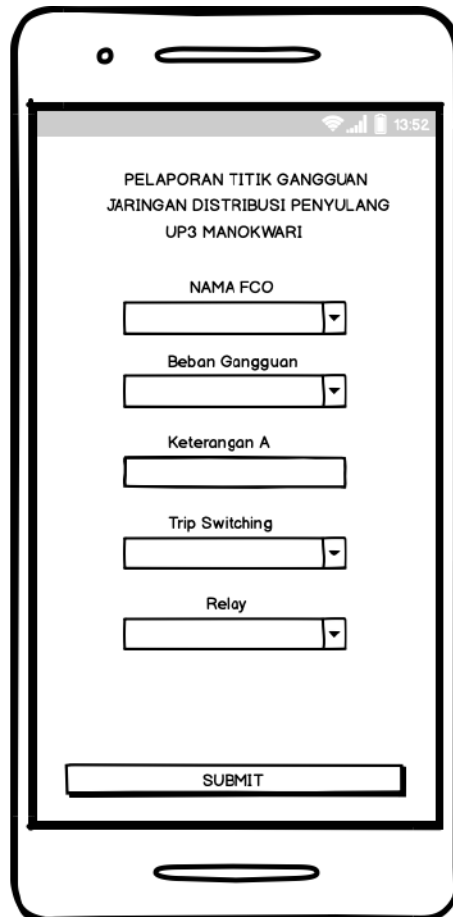 13:52
PELAPORAN TITIK GANGGUAN
JARINGAN DISTRIBUSI PENYULANG
UP3 MANOKWARI
NAMA FCO
Beban Gangguan
Keterangan A
Trip Switching
Relay
SUBMIT